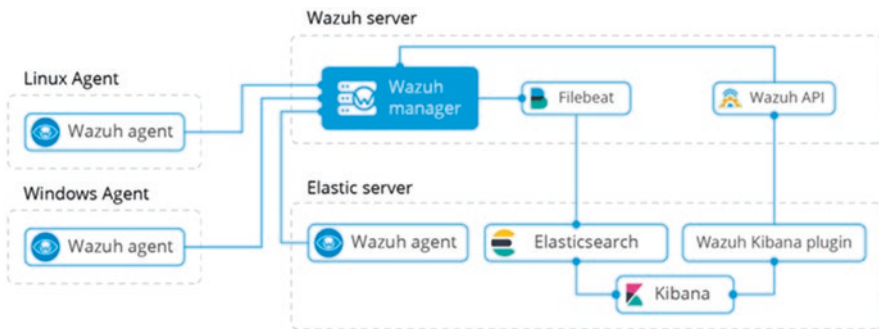 Wazuh server
Linux Agent
Wazuh agent
Wazuh
manager
Filebeat
Wazuh API
Windows Agent
Wazuh agent
Elastic server
Wazuh agent
Elasticsearch
Wazuh Kibana plugin
Kibana